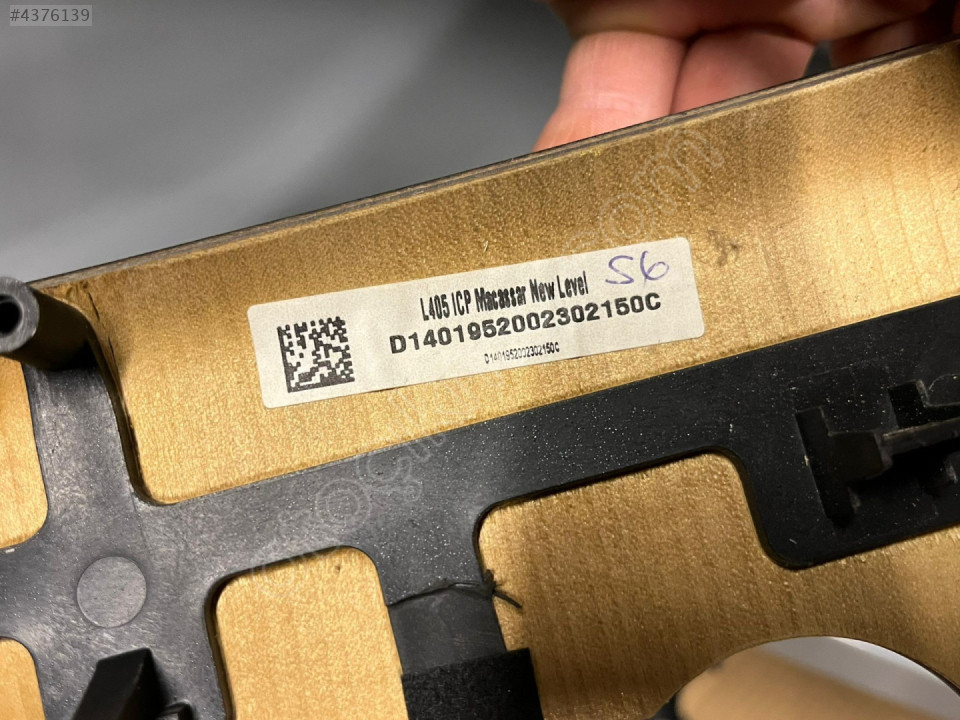 #4376139
L405 ICP Macassar New Level
S6
D1401952002302150C
D1401952002302150C